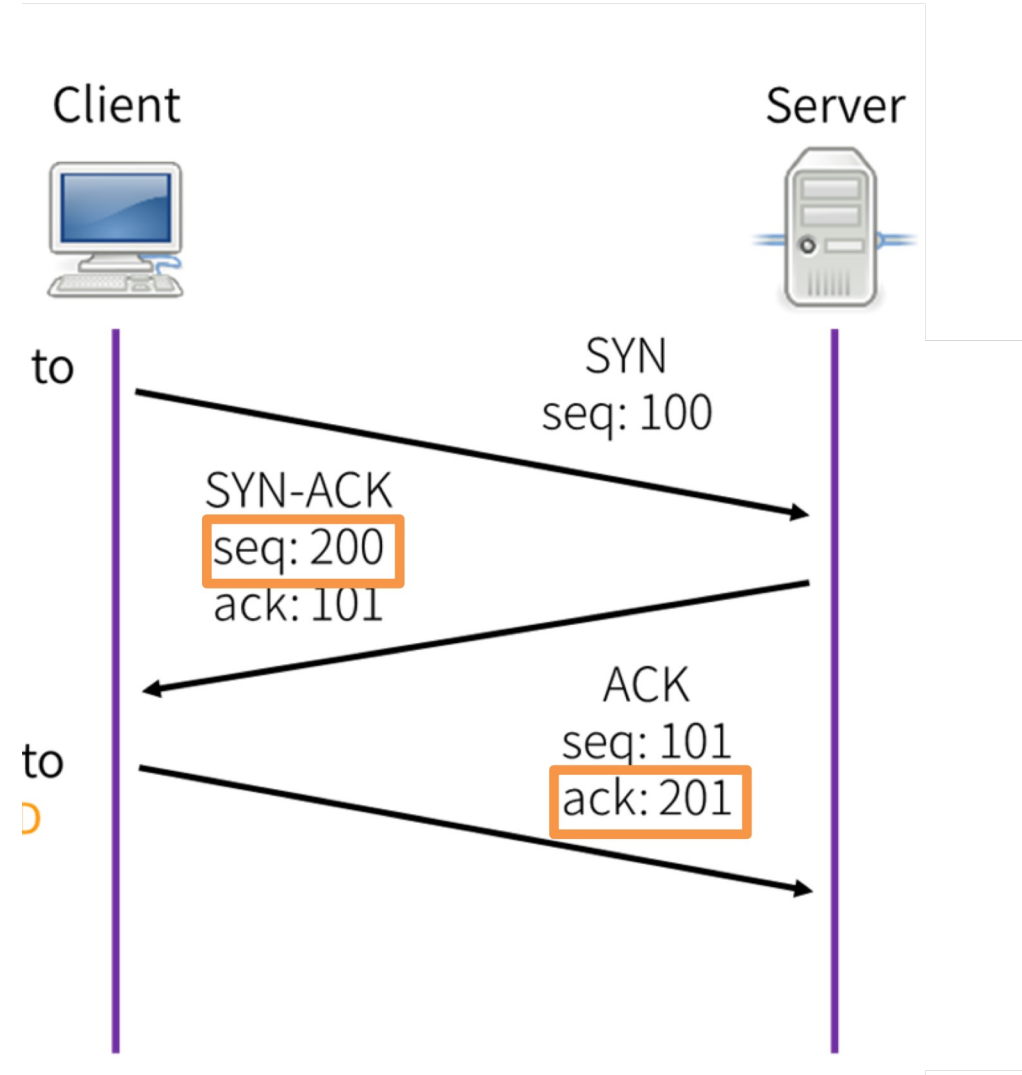 Client
Server
to
SYN
seq: 100
SYN-ACK
seq: 200
ack: 101
ACK
seq: 101
to
ack: 201